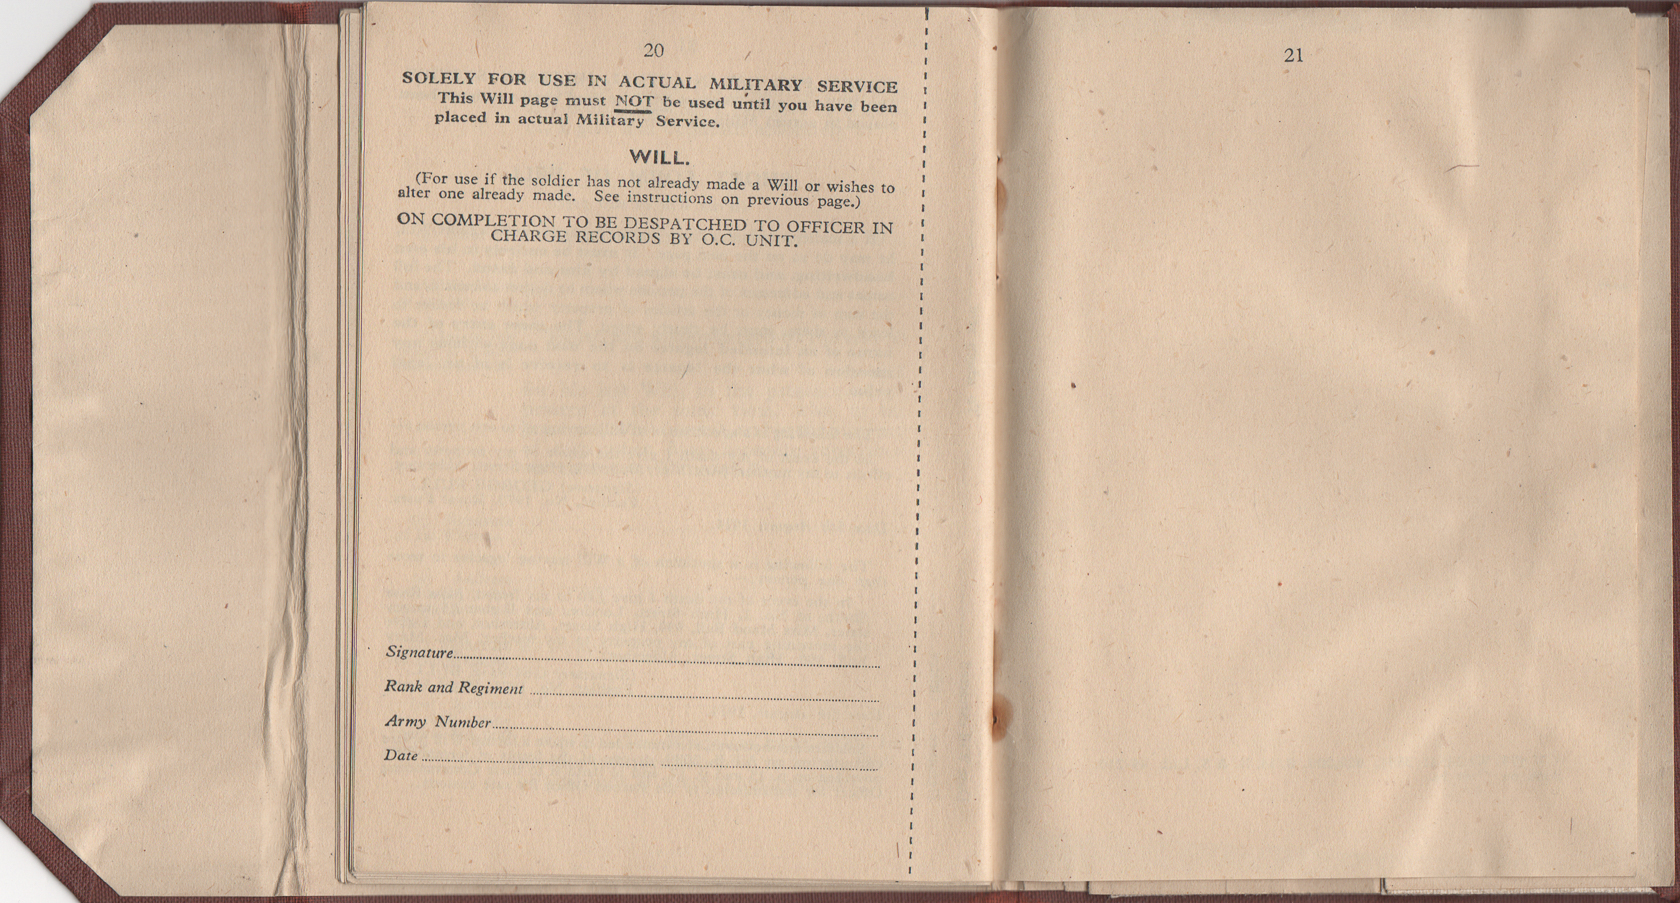 20
SOLELY FOR USE IN ACTUAL MILITARY SERVICE
This Will page must NOT be used until you have been
placed in actual Military Service.
WILL.
(For use if the soldier has not already made a Will or wishes to
alter one already made. See instructions on previous page.)
ON COMPLETION TO BE DESPATCHED TO OFFICER IN
CHARGE RECORDS BY O.C. UNIT.
Signature
Rank and Regiment
Army Number
Date
21